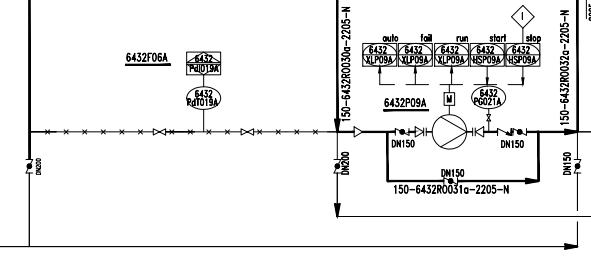 I
auto fail run start stop
6432F06A
6432 PdI019A
6432 XLP09A
6432 XLP09A
6432 XLP09A
6432 HSP09A
6432 HSP09A
6432 PdT019A
6432P09A
M
6432 PG021A
150-6432R0030a-2205-N
150-6432R0032a-2205-N
DN150
DN150
DN200
DN200
DN150
DN150
150-6432R0031a-2205-N